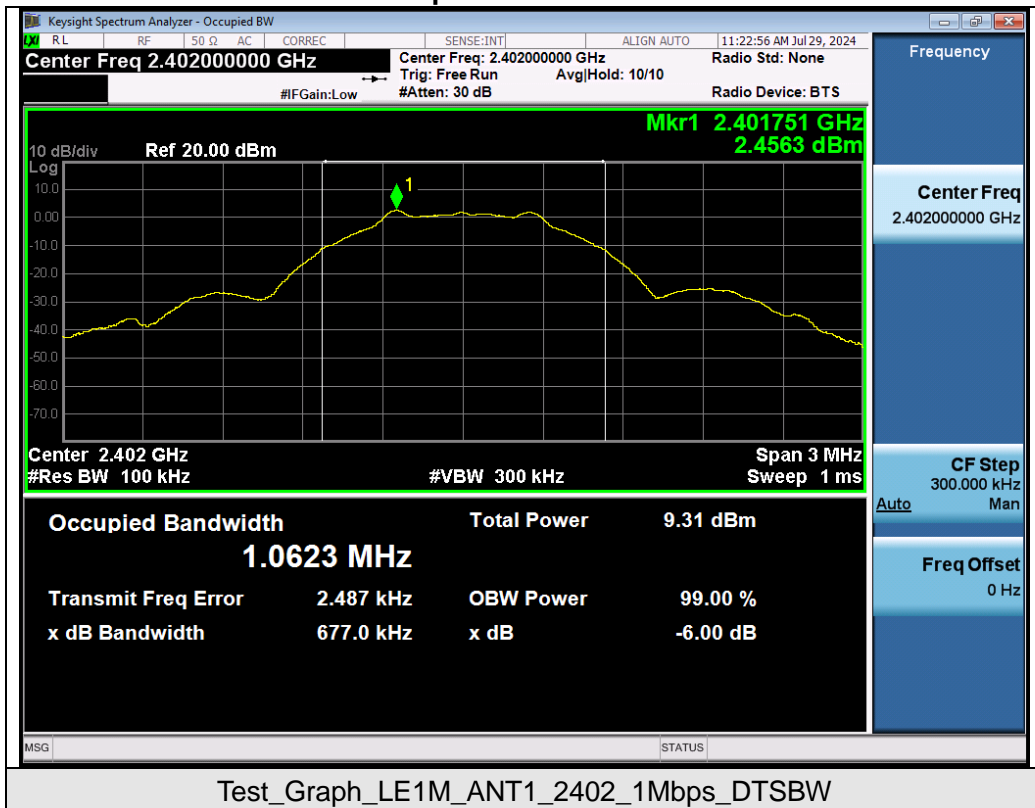 Keysight Spectrum Analyzer - Occupied BW
LXI RL RF 50 Ω AC CORREC SENSE:INT ALIGN AUTO 11:22:56 AM Jul 29, 2024
Center Freq 2.402000000 GHz
Center Freq: 2.402000000 GHz
Radio Std: None
Trig: Free Run Avg|Hold: 10/10
#IFGain:Low #Atten: 30 dB
Radio Device: BTS
Mkr1 2.401751 GHz
2.4563 dBm
10 dB/div Ref 20.00 dBm
Log
1
10.0
0.00
-10.0
-20.0
-30.0
-40.0
-50.0
-60.0
-70.0
Center 2.402 GHz Span 3 MHz
#Res BW 100 kHz #VBW 300 kHz Sweep 1 ms
Occupied Bandwidth Total Power 9.31 dBm
1.0623 MHz
Transmit Freq Error 2.487 kHz OBW Power 99.00 %
x dB Bandwidth 677.0 kHz x dB -6.00 dB
Frequency
Center Freq
2.402000000 GHz
CF Step
300.000 kHz
Auto Man
Freq Offset
0 Hz
MSG STATUS
Test_Graph_LE1M_ANT1_2402_1Mbps_DTSBW